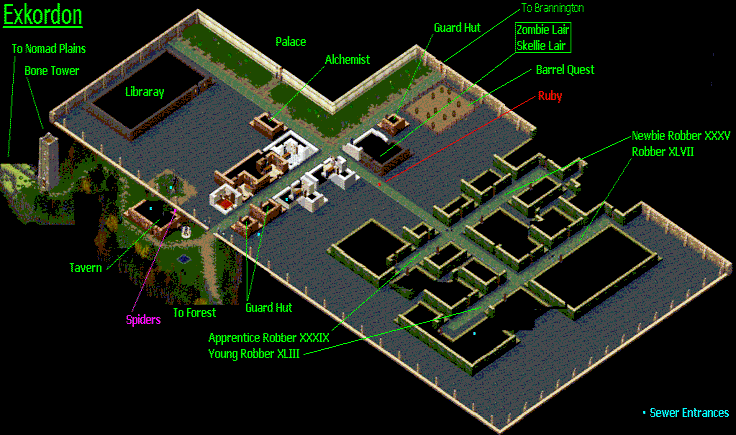 Exkordon
To Brannington
Palace
Guard Hut
Zombie Lair
Skellie Lair
To Nomad Plains
Alchemist
Bone Tower
Barrel Quest
Libraray
Ruby
Newbie Robber XXXV
Robber XLVII
Tavern
Spiders
To Forest
Guard Hut
Apprentice Robber XXXIX
Young Robber XLIII
Sewer Entrances